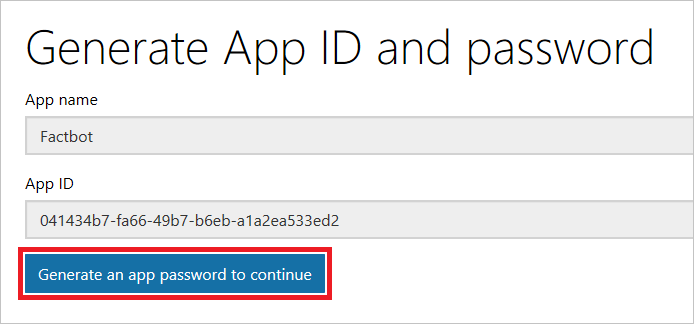 Generate App ID and password
App name
Factbot
App ID
041434b7-fa66-49b7-b6eb-a1a2ea533ed2
Generate an app password to continue